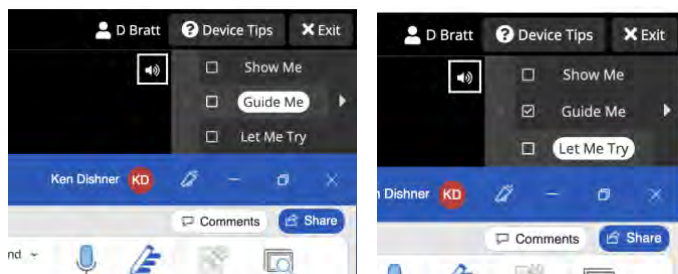 D Bratt Device Tips Exit
Show Me
Guide Me
Let Me Try
Ken Dishner KD
Comments Share
nd
D Bratt Device Tips Exit
Show Me
Guide Me
Let Me Try
Dishner KD
Comments Share